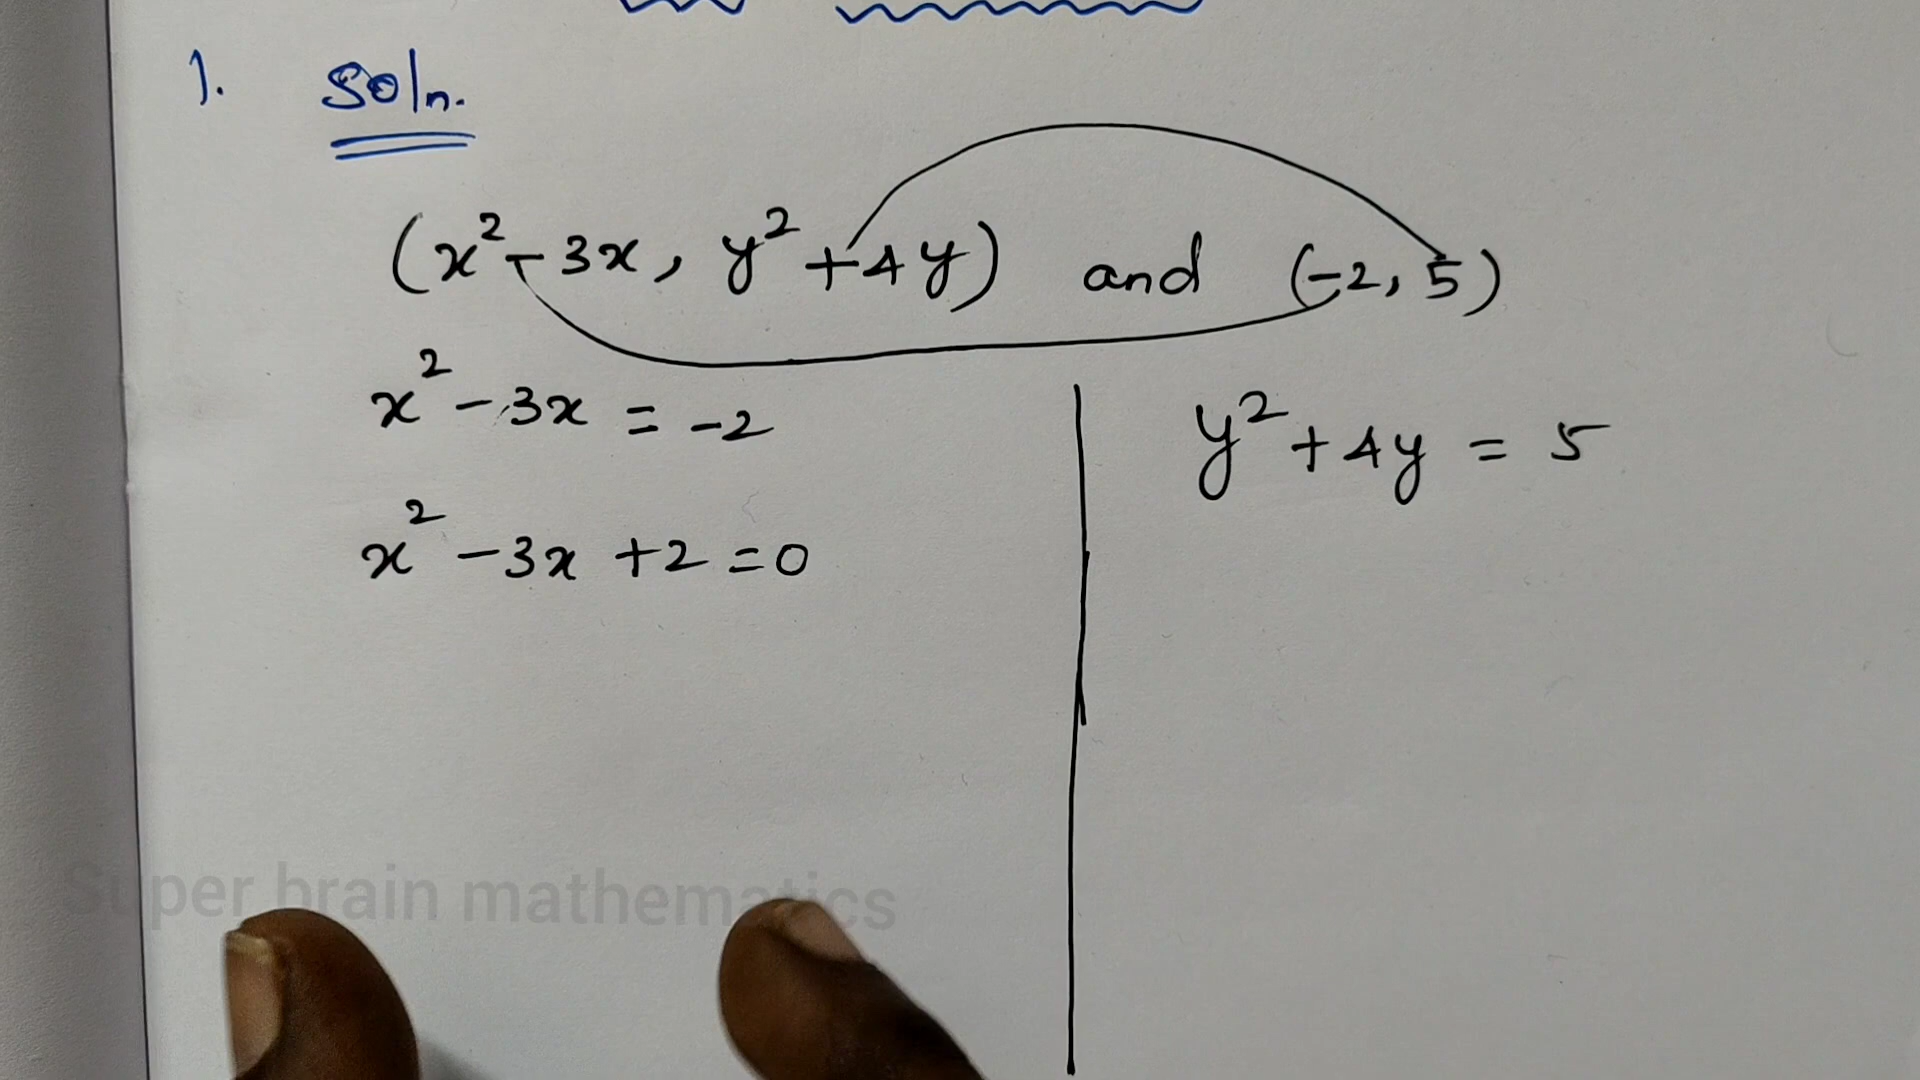 1. Soln.
(x²-3x, y²+4y) and (-2, 5)
x²-3x = -2
x²-3x+2=0
y²+4y = 5
Super brain mathematics